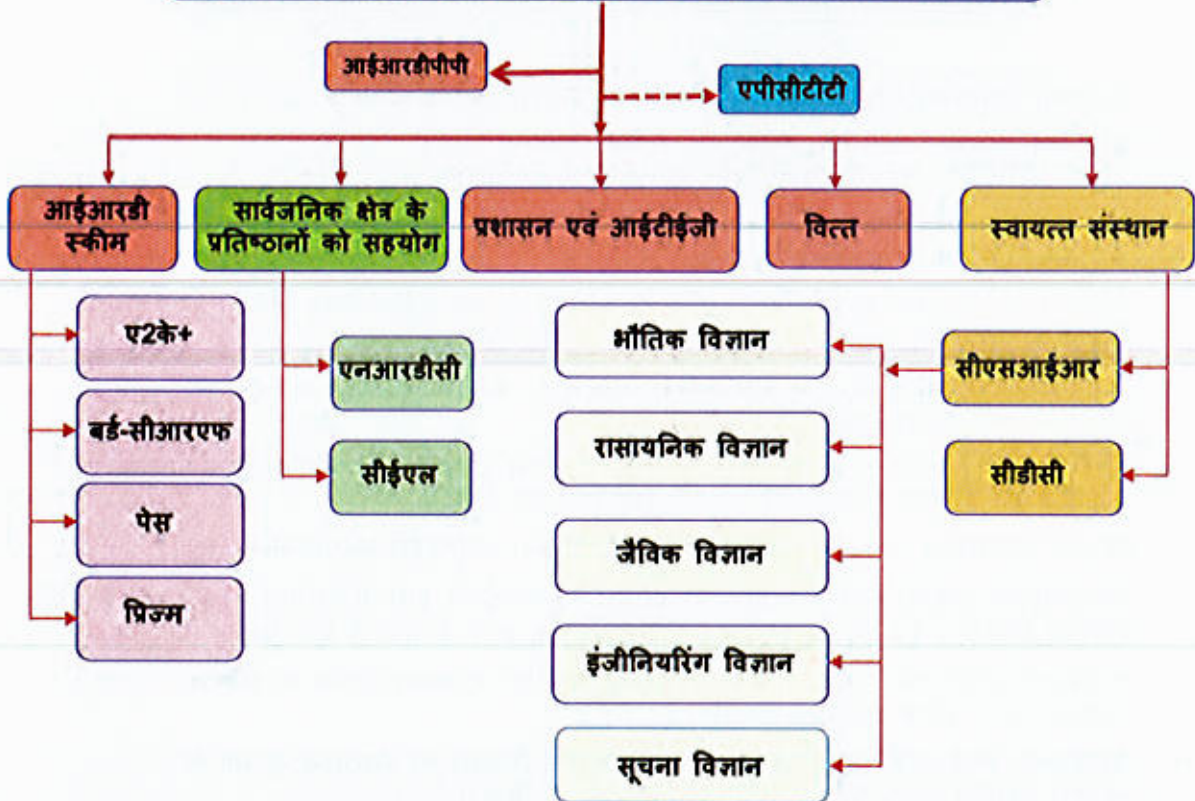 आईआरडीपीपी
एपीसीटीटी
आईआरडी
स्कीम
सार्वजनिक क्षेत्र के
प्रतिष्ठानों को सहयोग
प्रशासन एवं आईटीईजी
वित्त
स्वायत्त संस्थान
ए2के+
बर्ड-सीआरएफ
पेस
प्रिज्म
एनआरडीसी
सीईएल
भौतिक विज्ञान
रासायनिक विज्ञान
जैविक विज्ञान
इंजीनियरिंग विज्ञान
सूचना विज्ञान
सीएसआईआर
सीडीसी